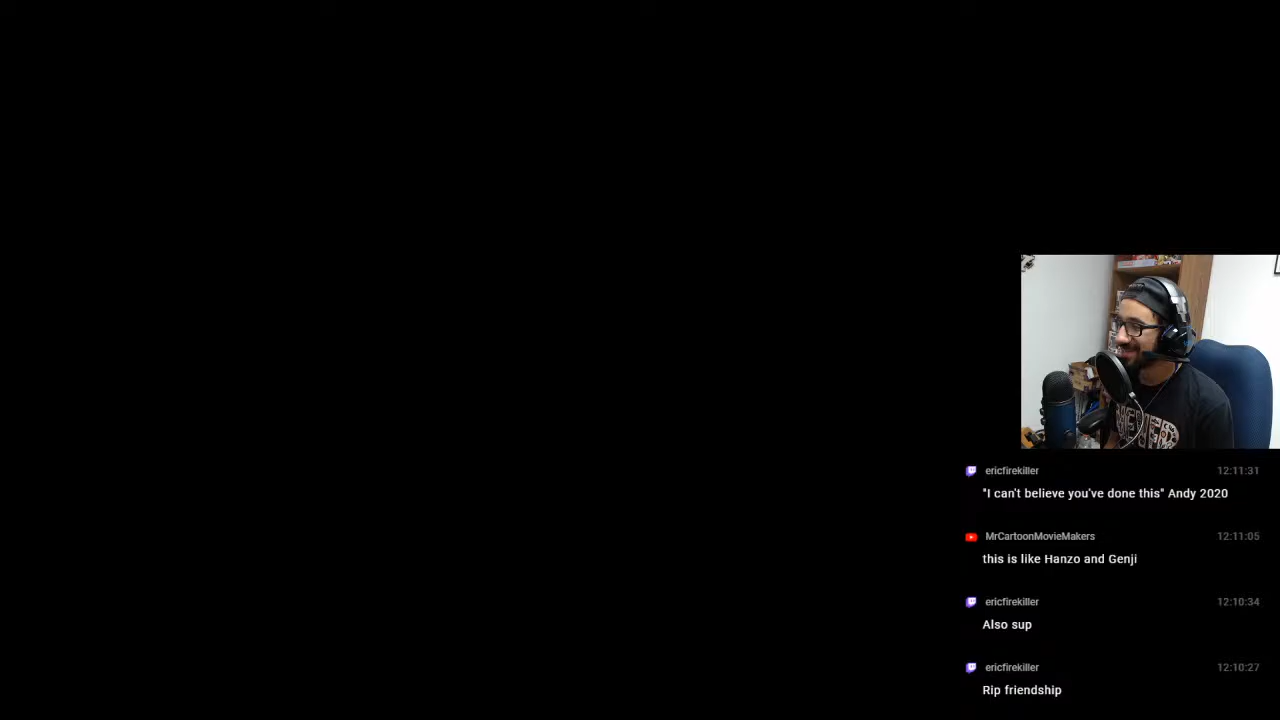 ericfirekiller 12:11:31
"I can't believe you've done this" Andy 2020
MrCartoonMovieMakers 12:11:05
this is like Hanzo and Genji
ericfirekiller 12:10:34
Also sup
ericfirekiller 12:10:27
Rip friendship